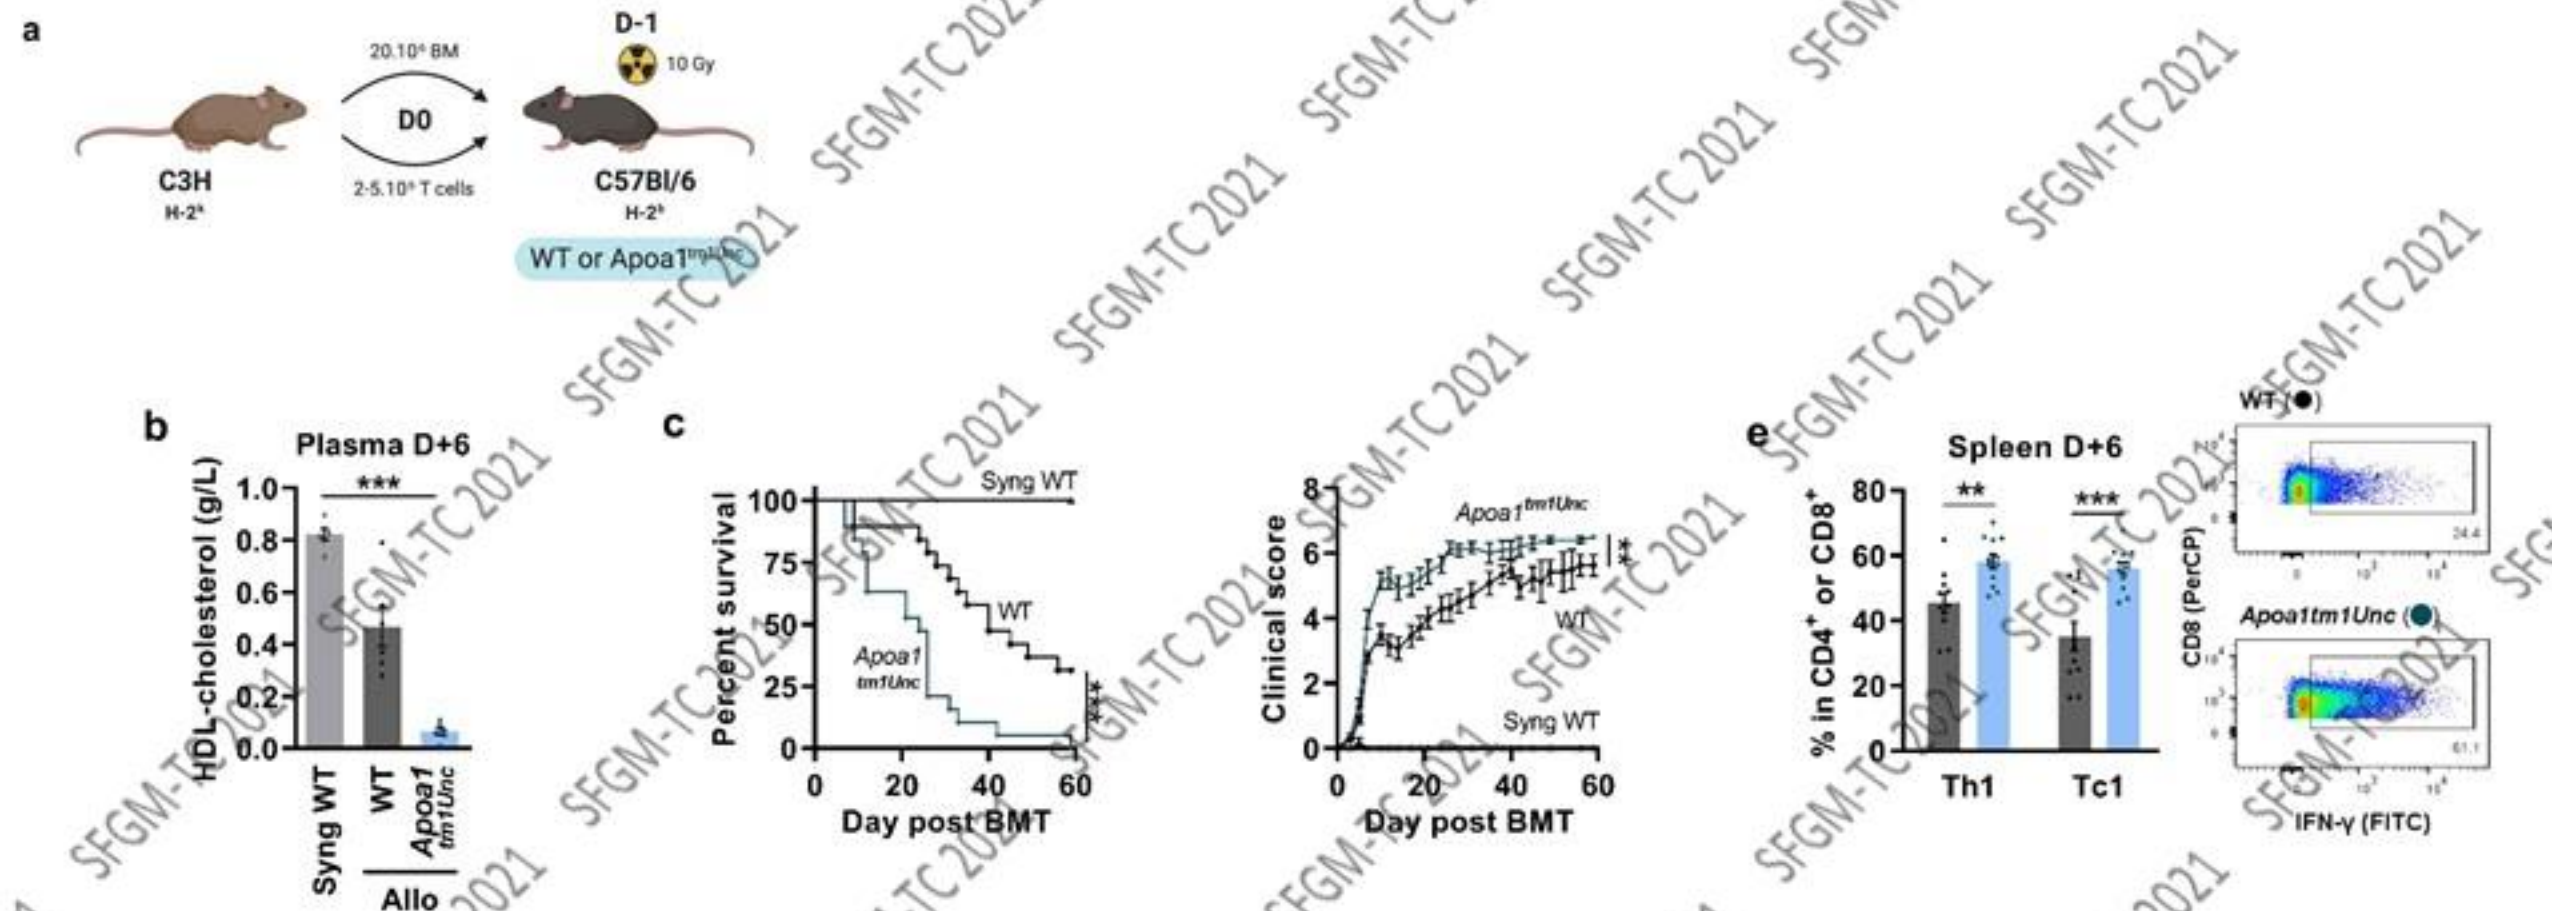 a
D-1
10 Gy
20.10⁶ BM
D0
2-5.10⁶ T cells
C3H
H-2ᵏ
C57Bl/6
H-2ᵇ
WT or Apoa1tm1Unc
b
Plasma D+6
***
HDL-cholesterol (g/L)
1.0
0.8
0.6
0.4
0.2
0.0
Syng WT
WT
Apoa1
tm1Unc
Allo
c
Percent survival
100
75
50
25
0
Syng WT
WT
Apoa1
tm1Unc
***
0
20
40
60
Day post BMT
Clinical score
8
6
4
2
0
Apoa1tm1Unc
WT
Syng WT
**
0
20
40
60
Day post BMT
e
Spleen D+6
% in CD4⁺ or CD8⁺
80
60
40
20
0
**
***
Th1
Tc1
WT (●)
24.4
Apoa1tm1Unc (●)
61.1
CD8 (PerCP)
IFN-γ (FITC)
SFGM-TC 2021